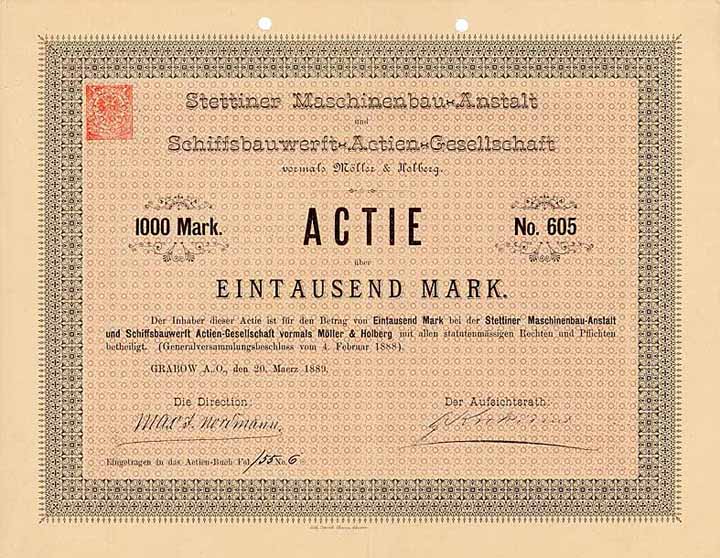 Stettiner Maschinenbau-Anstalt
und
Schiffsbauwerft-Actien-Gesellschaft
vormals Möller & Holberg.
1000 Mark.
ACTIE
No. 605
über
EINTAUSEND MARK.
Der Inhaber dieser Actie ist für den Betrag von Eintausend Mark bei der Stettiner Maschinenbau-Anstalt
und Schiffsbauwerft Actien-Gesellschaft vormals Möller & Holberg mit allen statutenmässigen Rechten und Pflichten
betheiligt. (Generalversammlungsbeschluss vom 4. Februar 1888).
GRABOW A./O., den 20. Maerz 1889.
Die Direction:
Der Aufsichtsrath:
Eingetragen in das Actien-Buch Fol 155 No. 6